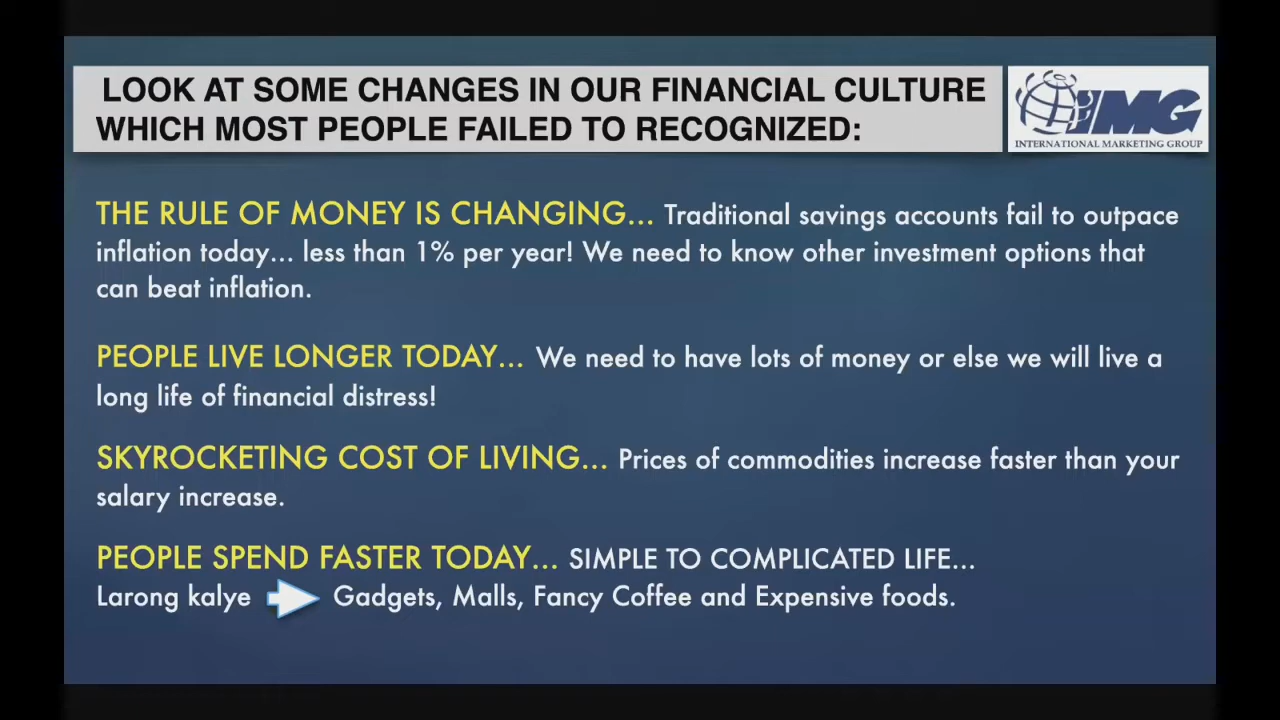 LOOK AT SOME CHANGES IN OUR FINANCIAL CULTURE
WHICH MOST PEOPLE FAILED TO RECOGNIZED:
IMG
INTERNATIONAL MARKETING GROUP
THE RULE OF MONEY IS CHANGING... Traditional savings accounts fail to outpace
inflation today... less than 1% per year! We need to know other investment options that
can beat inflation.
PEOPLE LIVE LONGER TODAY... We need to have lots of money or else we will live a
long life of financial distress!
SKYROCKETING COST OF LIVING... Prices of commodities increase faster than your
salary increase.
PEOPLE SPEND FASTER TODAY... SIMPLE TO COMPLICATED LIFE...
Larong kalye Gadgets, Malls, Fancy Coffee and Expensive foods.